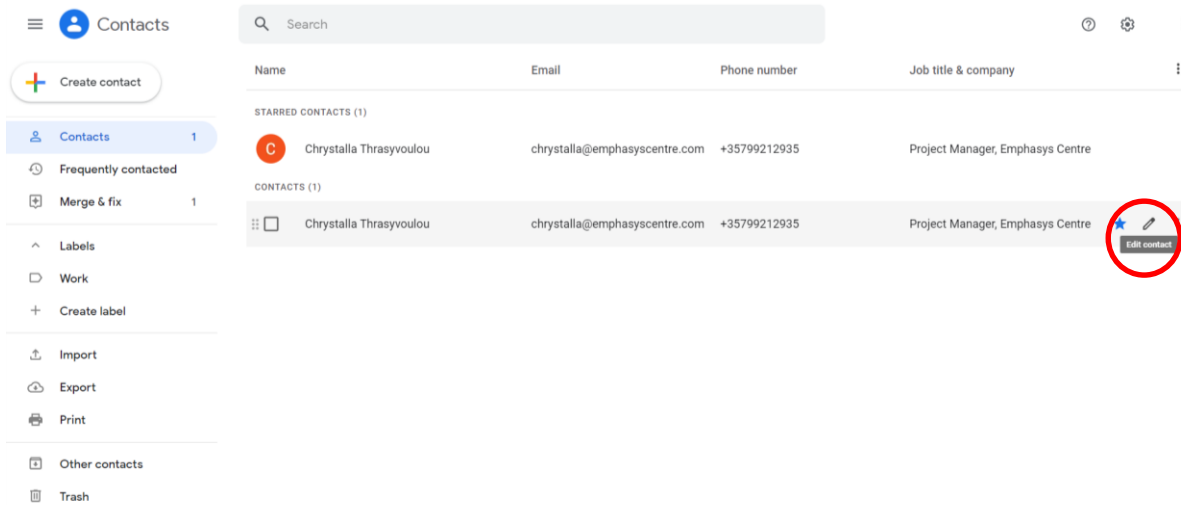 Contacts
Search
Create contact
Contacts 1
Frequently contacted
Merge & fix 1
Labels
Work
Create label
Import
Export
Print
Other contacts
Trash
Name Email Phone number Job title & company
STARRED CONTACTS (1)
C Chrystalla Thrasyvoulou chrystalla@emphasyscentre.com +35799212935 Project Manager, Emphasys Centre
CONTACTS (1)
Chrystalla Thrasyvoulou chrystalla@emphasyscentre.com +35799212935 Project Manager, Emphasys Centre
Edit contact